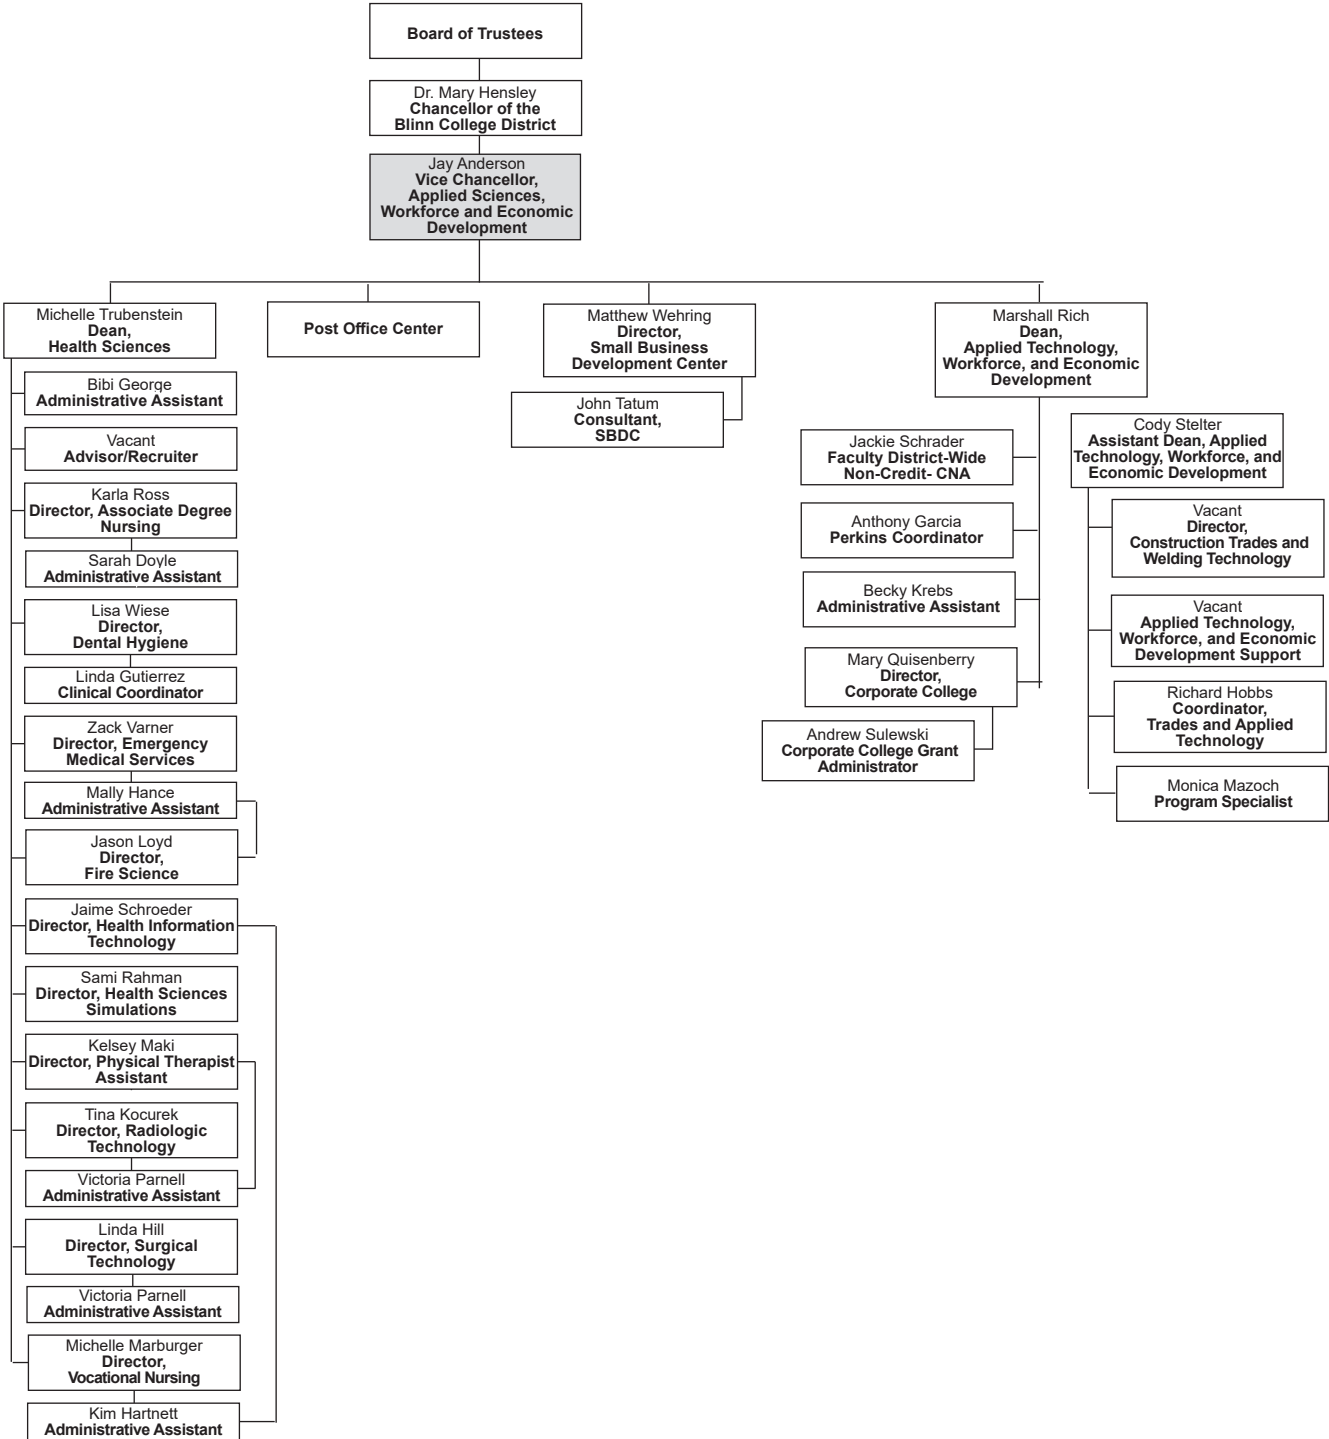 Board of Trustees
Dr. Mary Hensley
Chancellor of the
Blinn College District
Jay Anderson
Vice Chancellor,
Applied Sciences,
Workforce and Economic
Development
Michelle Trubenstein
Dean,
Health Sciences
Post Office Center
Matthew Wehring
Director,
Small Business
Development Center
Marshall Rich
Dean,
Applied Technology,
Workforce, and Economic
Development
Bibi George
Administrative Assistant
Vacant
Advisor/Recruiter
Karla Ross
Director, Associate Degree
Nursing
Sarah Doyle
Administrative Assistant
Lisa Wiese
Director,
Dental Hygiene
Linda Gutierrez
Clinical Coordinator
Zack Varner
Director, Emergency
Medical Services
Mally Hance
Administrative Assistant
Jason Loyd
Director,
Fire Science
Jaime Schroeder
Director, Health Information
Technology
Sami Rahman
Director, Health Sciences
Simulations
Kelsey Maki
Director, Physical Therapist
Assistant
Tina Kocurek
Director, Radiologic
Technology
Victoria Parnell
Administrative Assistant
Linda Hill
Director, Surgical
Technology
Victoria Parnell
Administrative Assistant
Michelle Marburger
Director,
Vocational Nursing
Kim Hartnett
Administrative Assistant
John Tatum
Consultant,
SBDC
Jackie Schrader
Faculty District-Wide
Non-Credit- CNA
Anthony Garcia
Perkins Coordinator
Becky Krebs
Administrative Assistant
Mary Quisenberry
Director,
Corporate College
Andrew Sulewski
Corporate College Grant
Administrator
Cody Stelter
Assistant Dean, Applied
Technology, Workforce, and
Economic Development
Vacant
Director,
Construction Trades and
Welding Technology
Vacant
Applied Technology,
Workforce, and Economic
Development Support
Richard Hobbs
Coordinator,
Trades and Applied
Technology
Monica Mazoch
Program Specialist